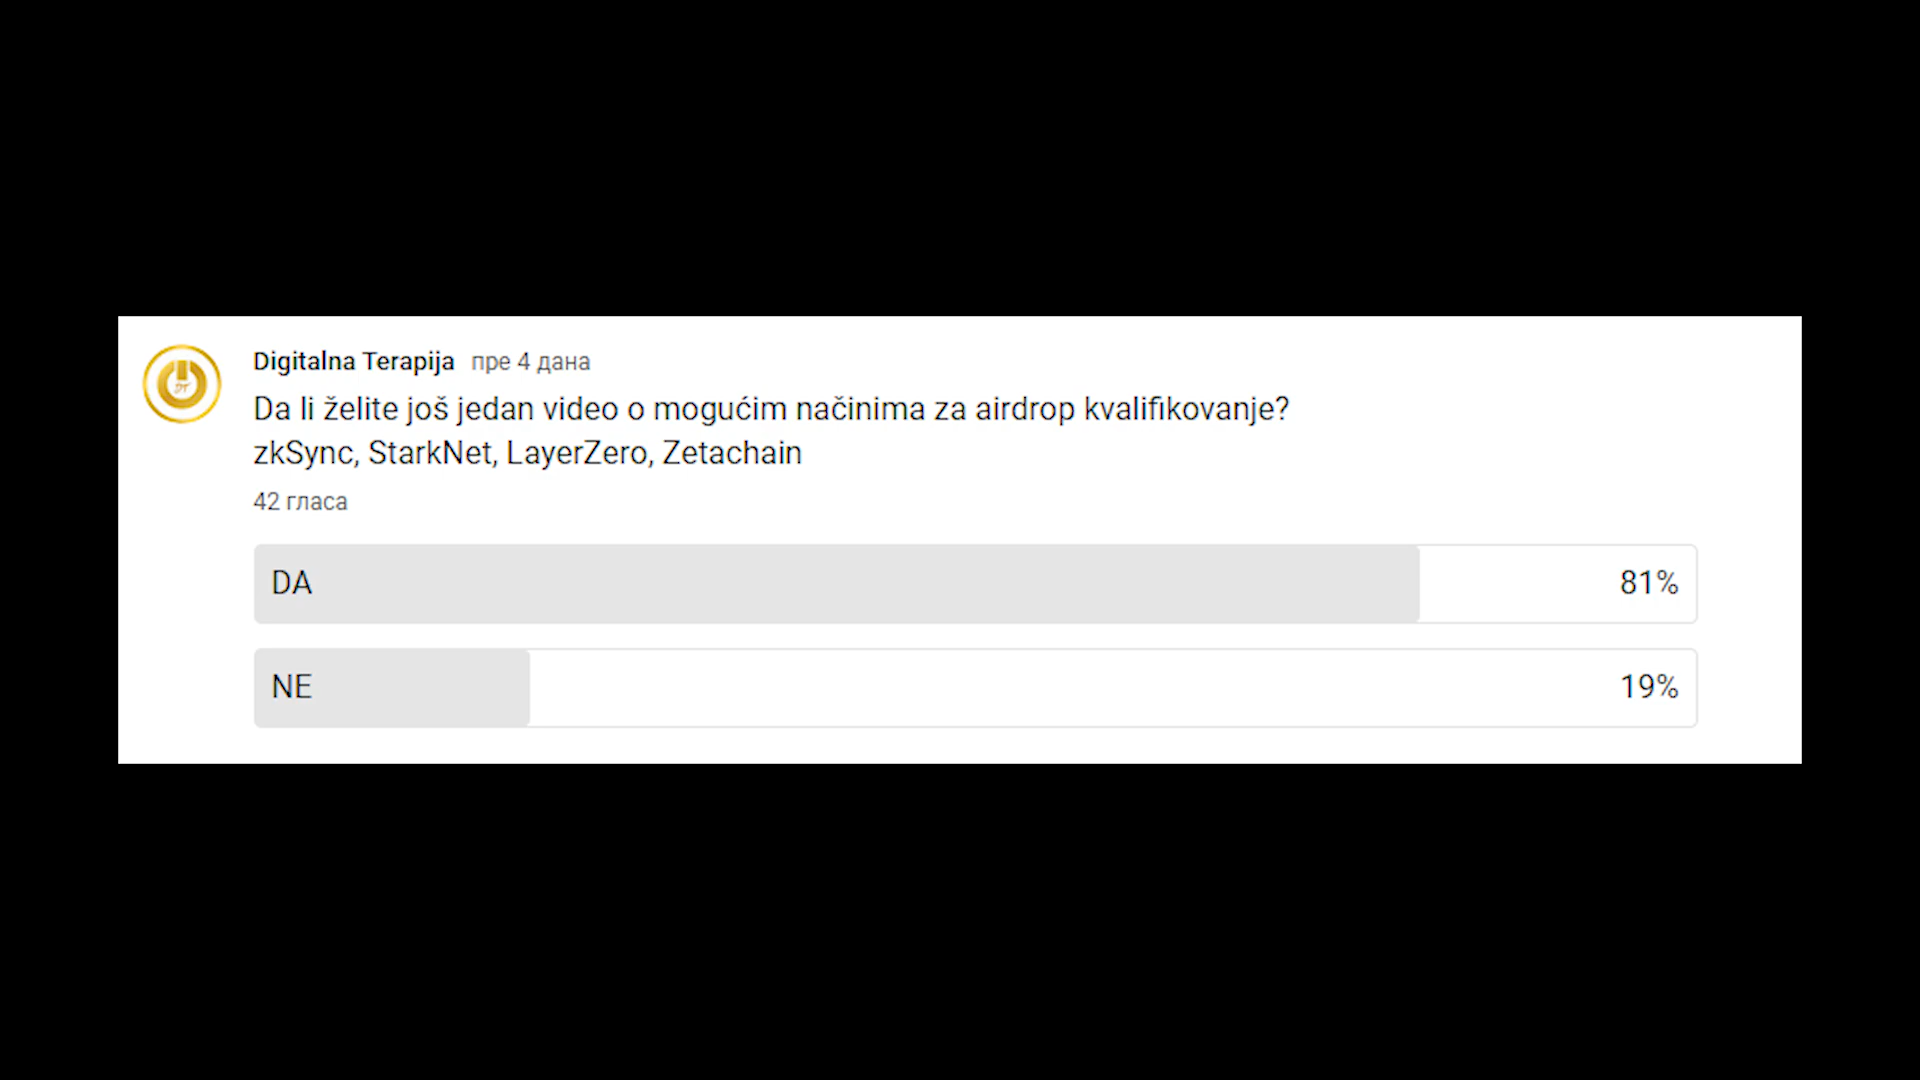 Digitalna Terapija пре 4 дана
Da li želite još jedan video o mogućim načinima za airdrop kvalifikovanje?
zkSync, StarkNet, LayerZero, Zetachain
42 гласа
DA 81%
NE 19%
DT